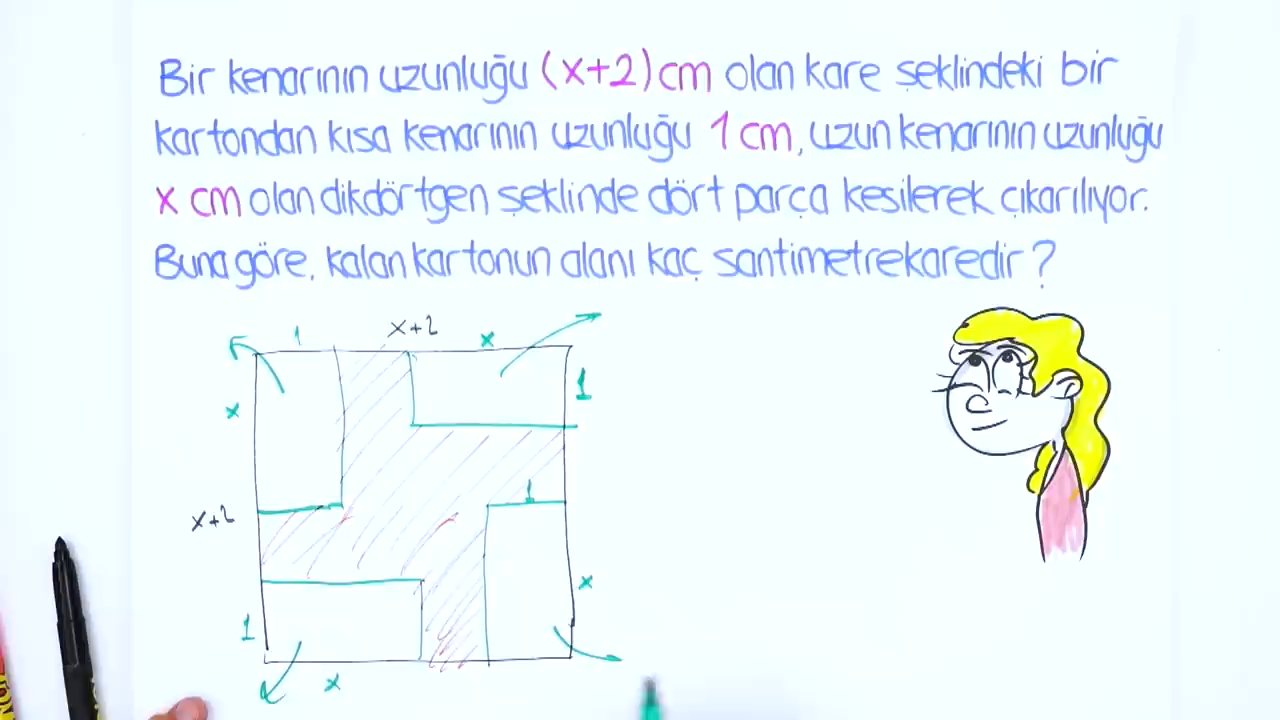 Bir kenarının uzunluğu (x+2)cm olan kare şeklindeki bir
kartondan kısa kenarının uzunluğu 1 cm, uzun kenarının uzunluğu
x cm olan dikdörtgen şeklinde dört parça kesilerek çıkarılıyor.
Buna göre, kalan kartonun alanı kaç santimetrekaredir?
1
x+2
x
x
1
1
x+2
x
1
x